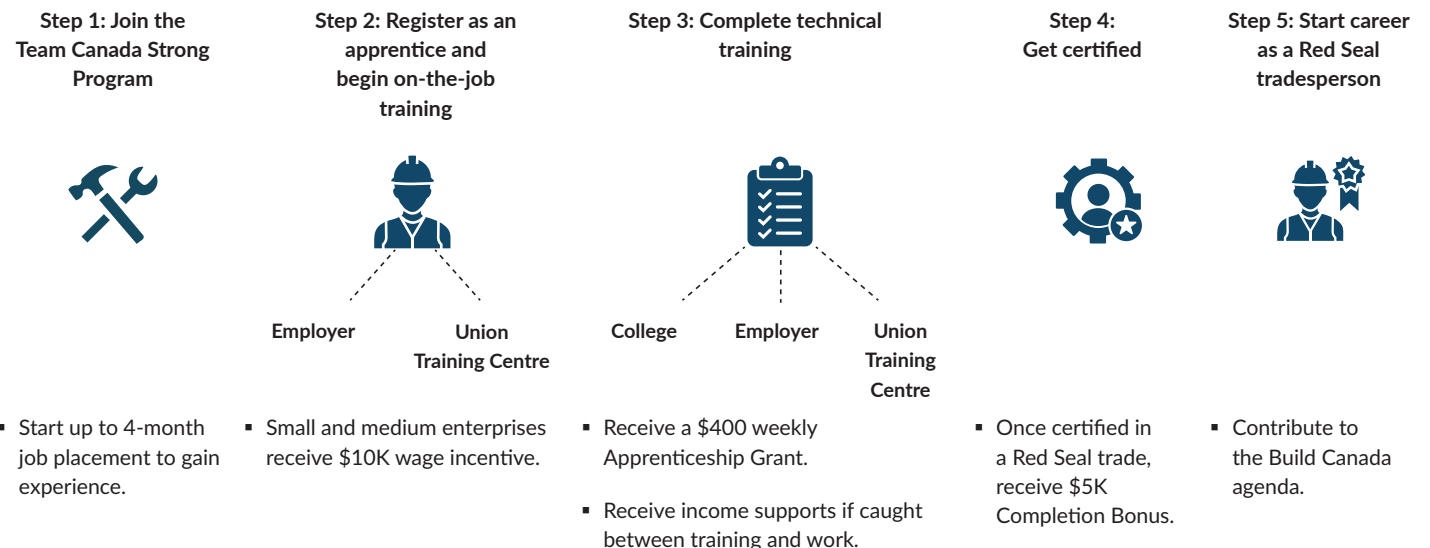 Step 1: Join the
Team Canada Strong
Program
Step 2: Register as an
apprentice and
begin on-the-job
training
Step 3: Complete technical
training
Step 4:
Get certified
Step 5: Start career
as a Red Seal
tradesperson
Employer
Union
Training Centre
College
Employer
Union
Training
Centre
▪ Start up to 4-month
job placement to gain
experience.
▪ Small and medium enterprises
receive $10K wage incentive.
▪ Receive a $400 weekly
Apprenticeship Grant.
▪ Receive income supports if caught
between training and work.
▪ Once certified in
a Red Seal trade,
receive $5K
Completion Bonus.
▪ Contribute to
the Build Canada
agenda.